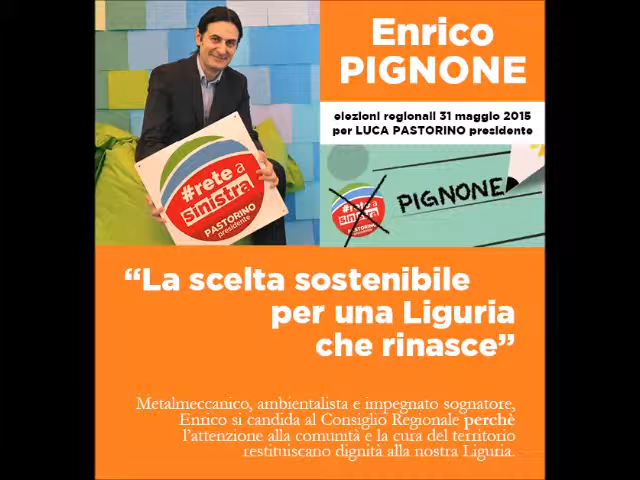 Enrico
PIGNONE
elezioni regionali 31 maggio 2015
per LUCA PASTORINO presidente
#rete a
sinistra
PASTORINO
presidente
#rete a
sinistra
PASTORINO
presidente
PIGNONE
“La scelta sostenibile
per una Liguria
che rinasce”
Metalmeccanico, ambientalista e impegnato sognatore,
Enrico si candida al Consiglio Regionale perchè
l’attenzione alla comunità e la cura del territorio
restituiscano dignità alla nostra Liguria.